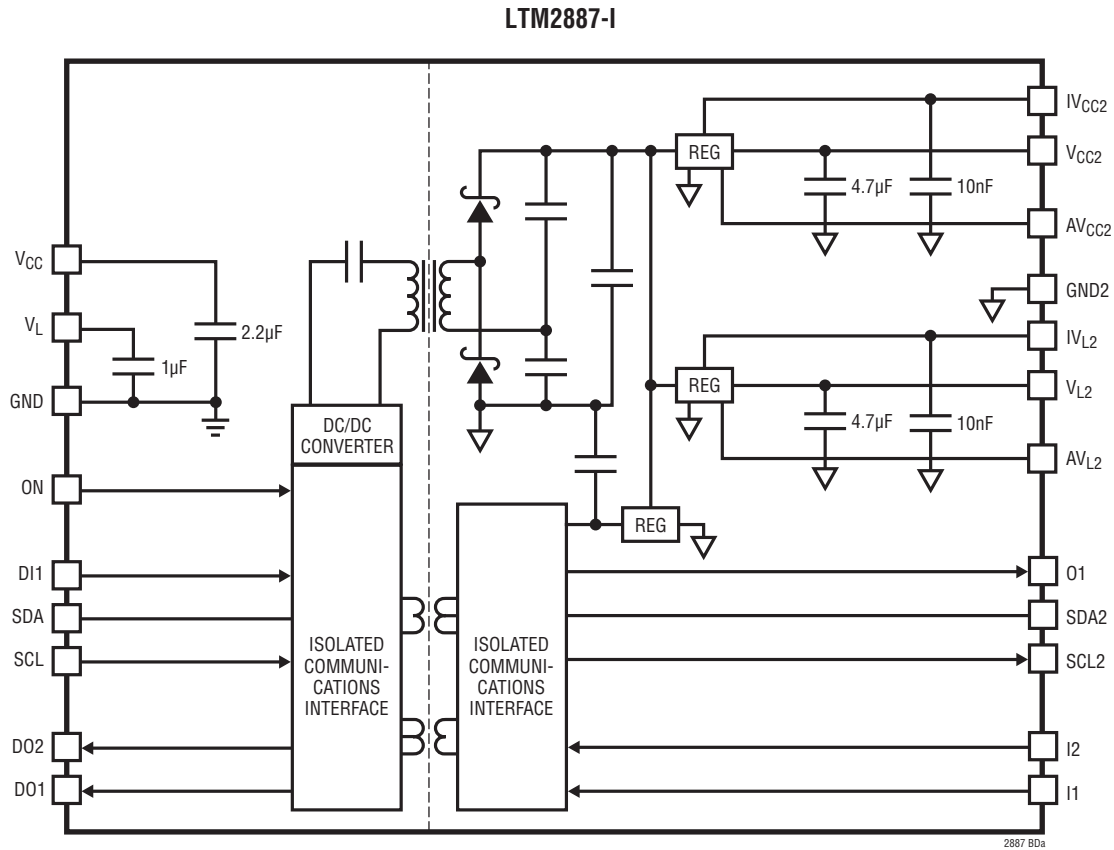 LTM2887-I
VCC
VL
GND
ON
DI1
SDA
SCL
DO2
DO1
2.2µF
1µF
DC/DC
CONVERTER
ISOLATED
COMMUNI-
CATIONS
INTERFACE
ISOLATED
COMMUNI-
CATIONS
INTERFACE
REG
4.7µF
10nF
REG
4.7µF
10nF
REG
IVCC2
VCC2
AVCC2
GND2
IVL2
VL2
AVL2
O1
SDA2
SCL2
I2
I1
2887 BDa